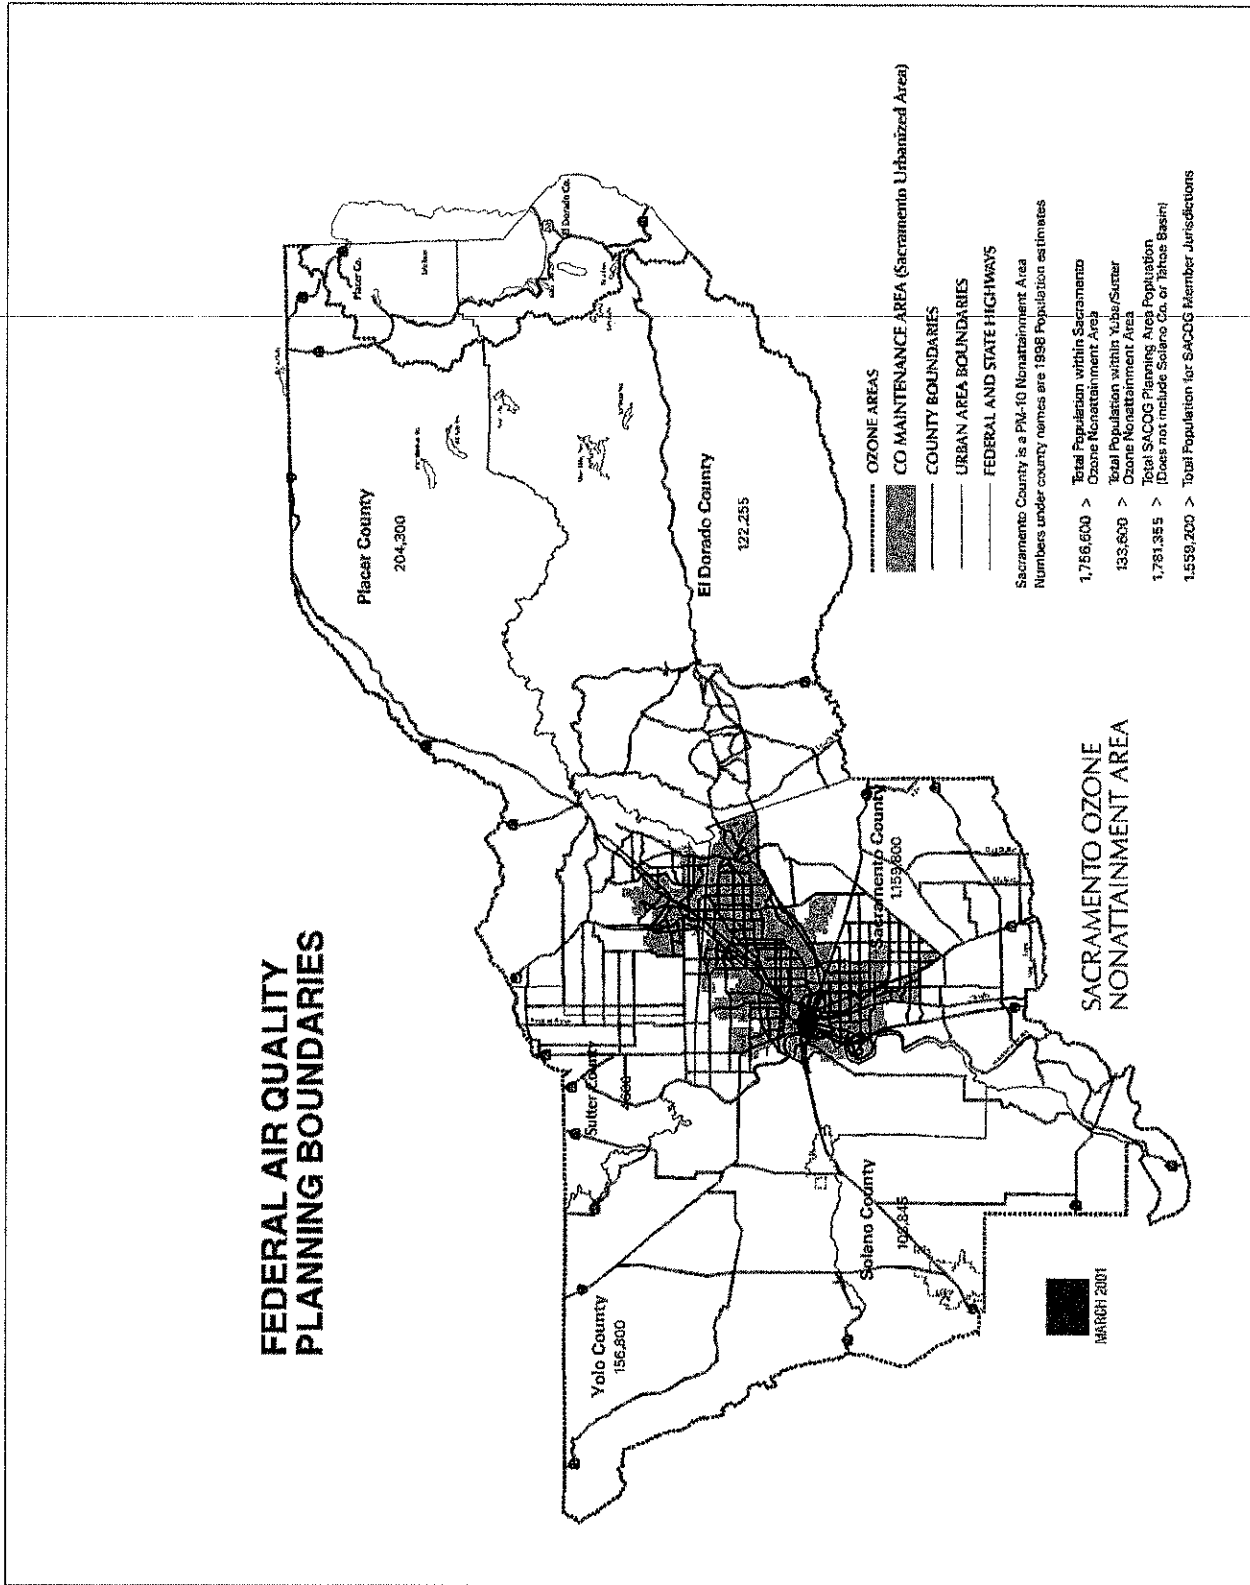 FEDERAL AIR QUALITY
PLANNING BOUNDARIES
Placer County
204,300
Placer Co.
El Dorado Co.
El Dorado County
122,255
Sutter County
Yolo County
156,800
Sacramento County
1,159,800
Solano County
OZONE AREAS
CO MAINTENANCE AREA (Sacramento Urbanized Area)
COUNTY BOUNDARIES
URBAN AREA BOUNDARIES
FEDERAL AND STATE HIGHWAYS
Sacramento County is a PM-10 Nonattainment Area
Numbers under county names are 1998 Population estimates
1,756,600 > Total Population within Sacramento
Ozone Nonattainment Area
133,600 > Total Population within Yuba/Sutter
Ozone Nonattainment Area
1,781,355 > Total SACOG Planning Area Popluation
(Does not include Solano Co. or Tahoe Basin)
1,559,200 > Total Population for SACOG Member Jurisdictions
SACRAMENTO OZONE
NONATTAINMENT AREA
MARCH 2001